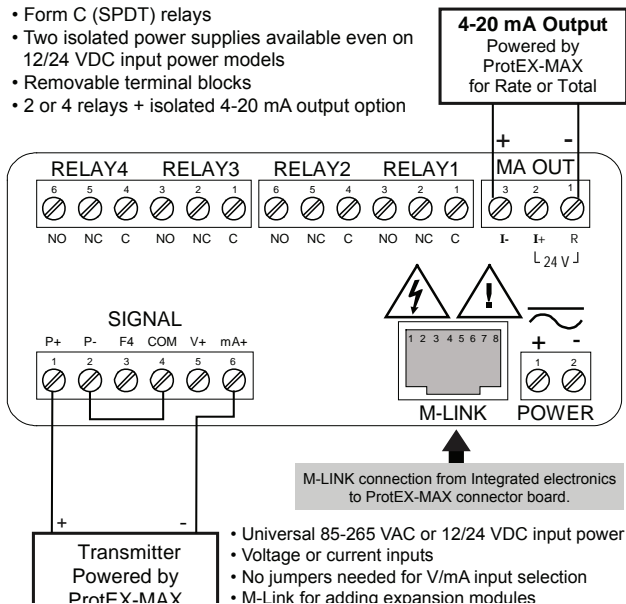 • Form C (SPDT) relays
• Two isolated power supplies available even on
12/24 VDC input power models
• Removable terminal blocks
• 2 or 4 relays + isolated 4-20 mA output option
4-20 mA Output
Powered by
ProtEX-MAX
for Rate or Total
+ -
RELAY4 RELAY3 RELAY2 RELAY1 MA OUT
6 5 4 3 2 1 6 5 4 3 2 1 3 2 1
NO NC C NO NC C NO NC C NO NC C I- I+ R
24 V
SIGNAL
P+ P- F4 COM V+ mA+
1 2 3 4 5 6
1 2 3 4 5 6 7 8
+ -
1 2
M-LINK POWER
M-LINK connection from Integrated electronics
to ProtEX-MAX connector board.
+ -
Transmitter
Powered by
ProtEX-MAX
• Universal 85-265 VAC or 12/24 VDC input power
• Voltage or current inputs
• No jumpers needed for V/mA input selection
• M-Link for adding expansion modules